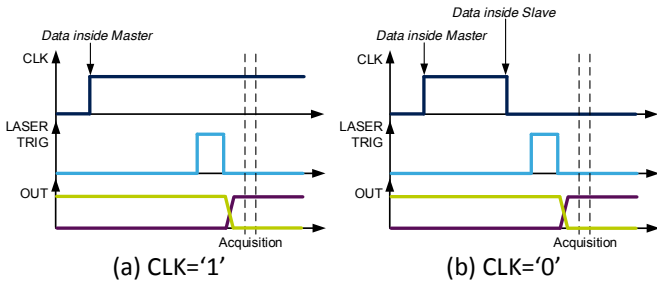 Data inside Master
CLK
LASER
TRIG
OUT
Acquisition
(a) CLK=‘1’
Data inside Slave
Data inside Master
CLK
LASER
TRIG
OUT
Acquisition
(b) CLK=‘0’